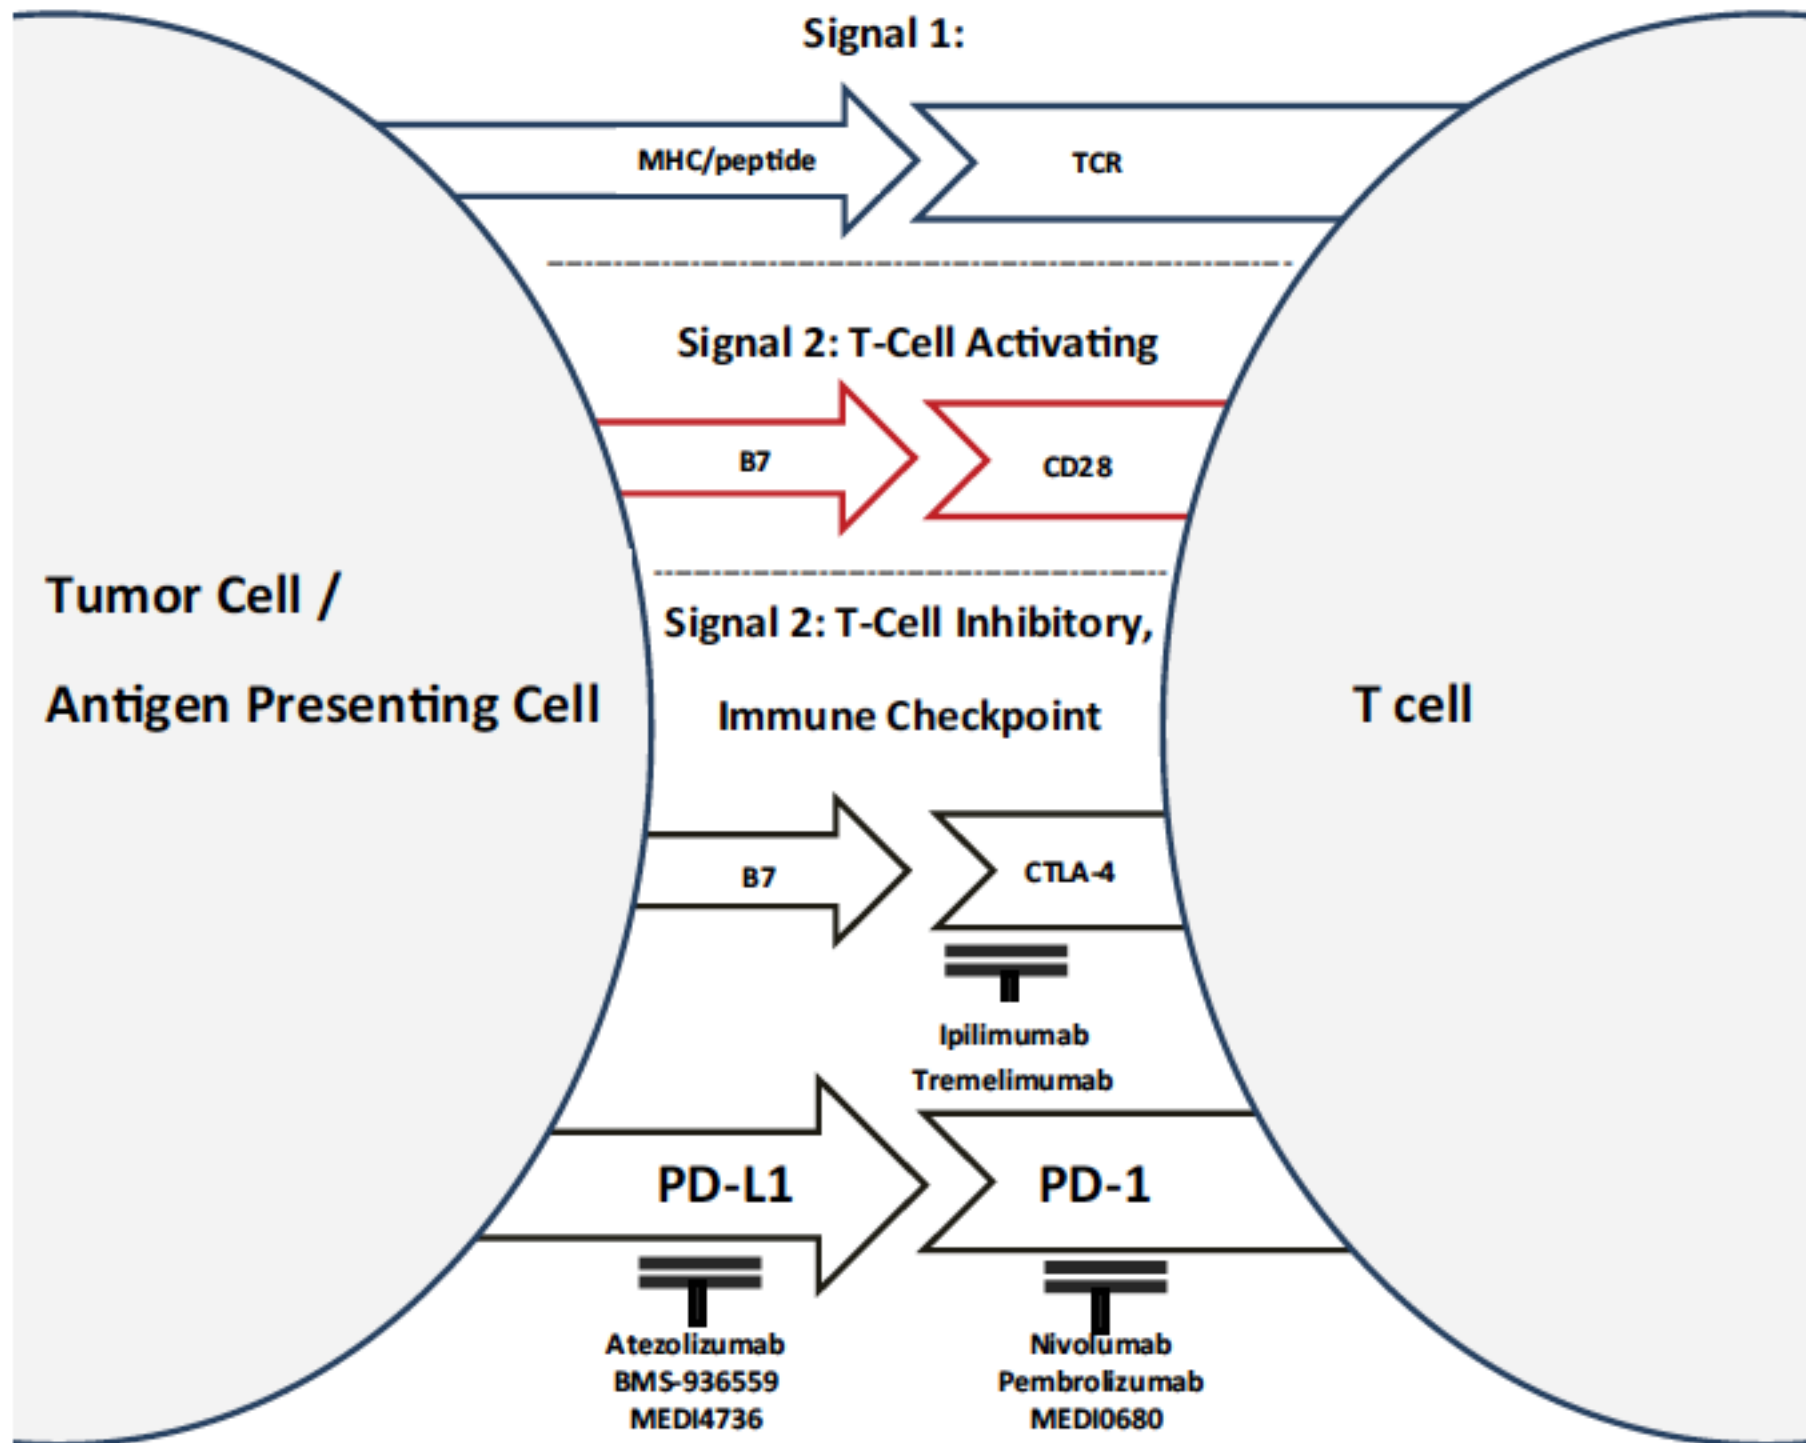 Signal 1:
MHC/peptide
TCR
Signal 2: T-Cell Activating
B7
CD28
Tumor Cell /
Antigen Presenting Cell
Signal 2: T-Cell Inhibitory,
Immune Checkpoint
T cell
B7
CTLA-4
Ipilimumab
Tremelimumab
PD-L1
PD-1
Atezolizumab
BMS-936559
MEDI4736
Nivolumab
Pembrolizumab
MEDI0680